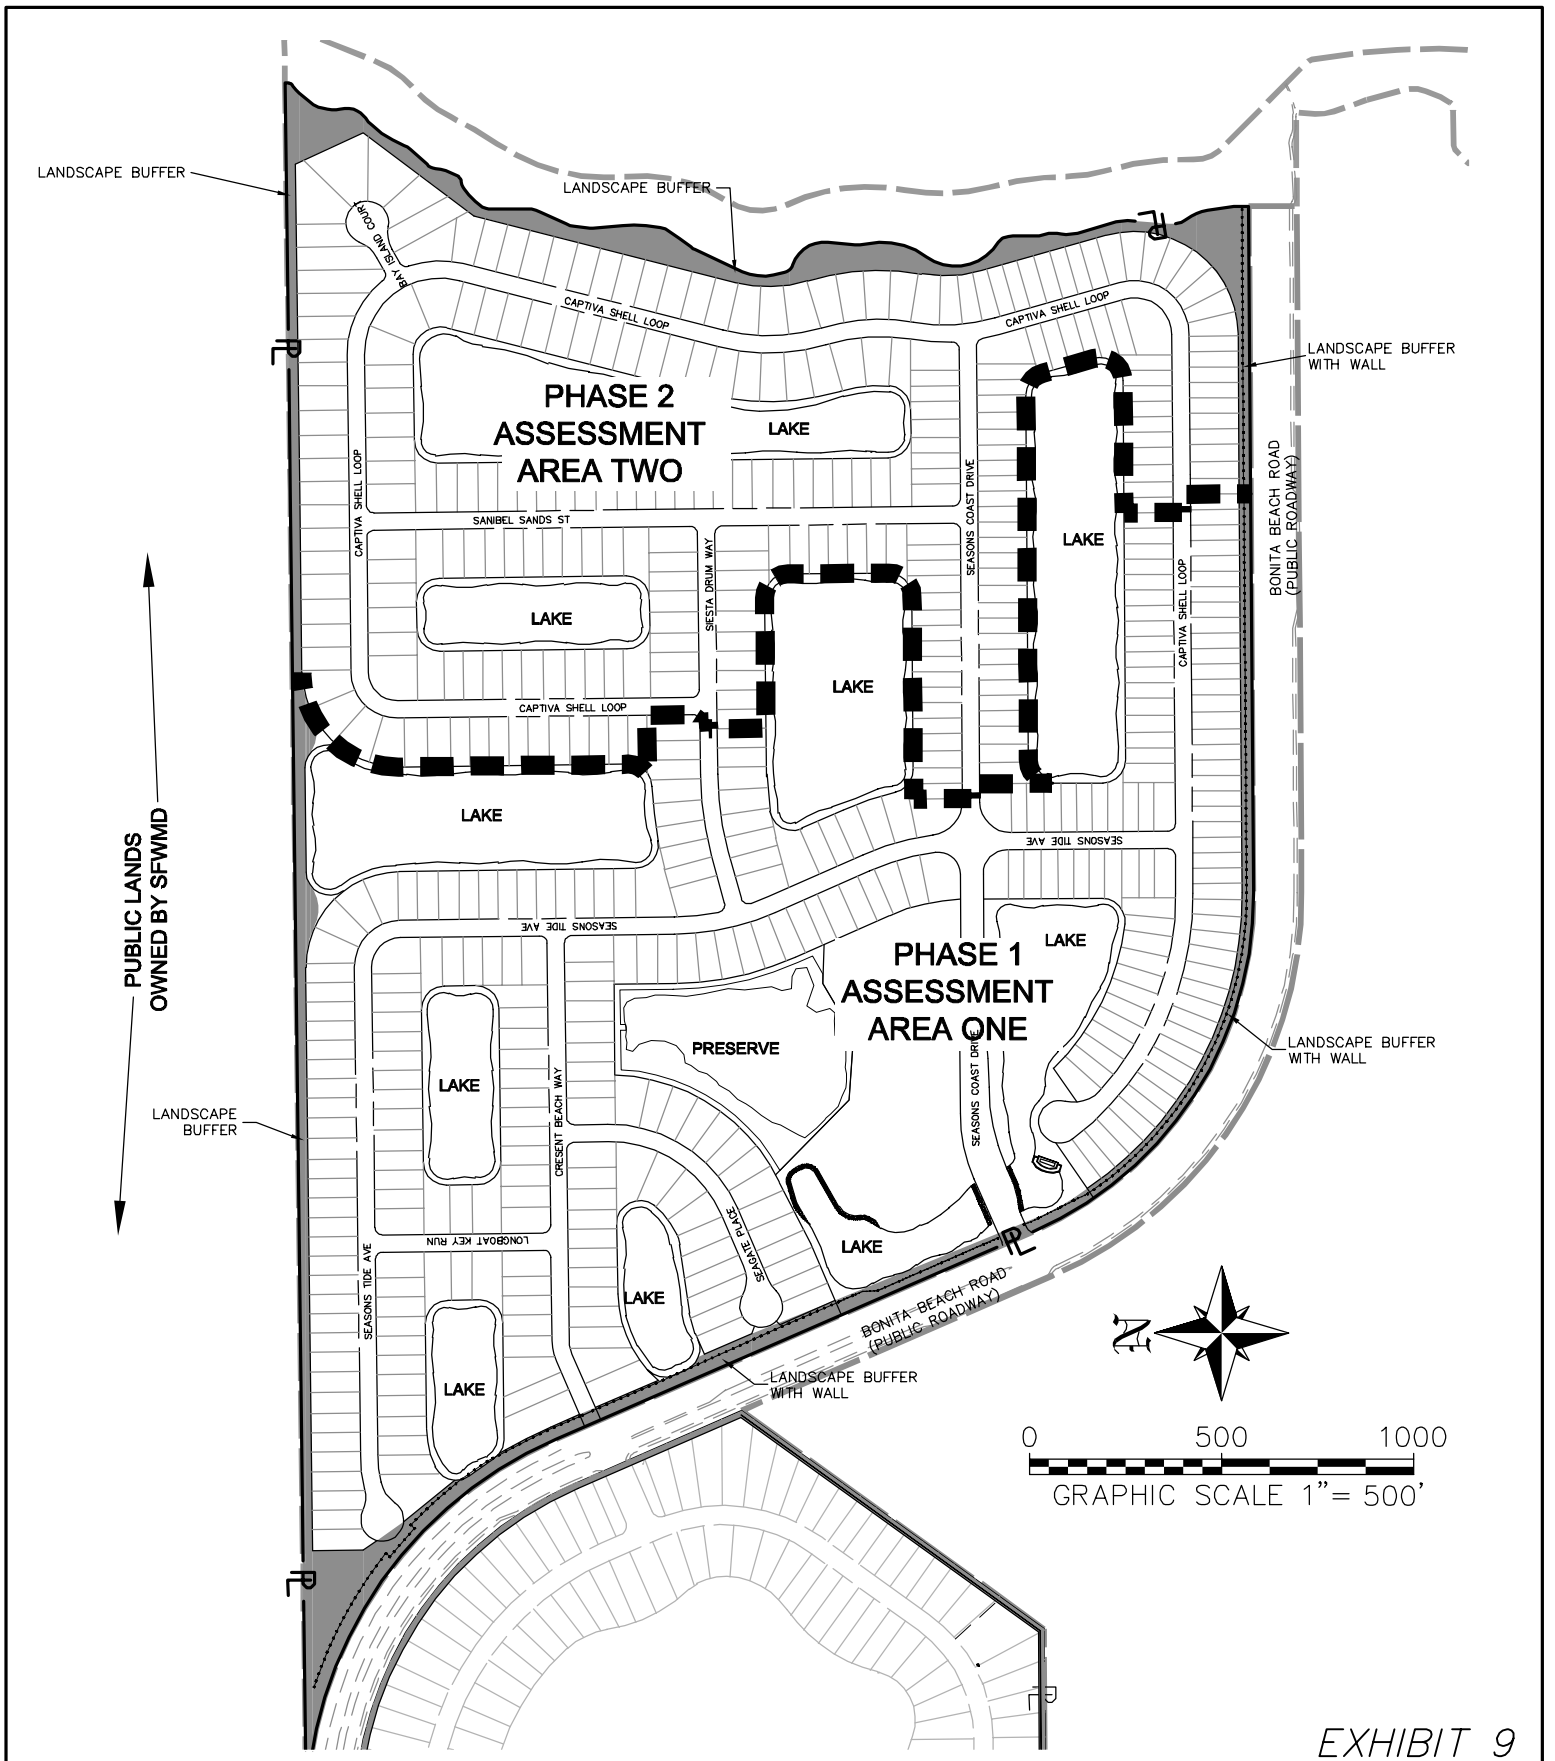 LANDSCAPE BUFFER
LANDSCAPE BUFFER
PL
BAY ISLAND COURT
CAPTIVA SHELL LOOP
CAPTIVA SHELL LOOP
PL
LANDSCAPE BUFFER
WITH WALL
PHASE 2
ASSESSMENT
AREA TWO
LAKE
CAPTIVA SHELL LOOP
SEASONS COAST DRIVE
BONITA BEACH ROAD
(PUBLIC ROADWAY)
SANIBEL SANDS ST
SIESTA DRUM WAY
LAKE
CAPTIVA SHELL LOOP
LAKE
LAKE
CAPTIVA SHELL LOOP
LAKE
SEASONS TIDE AVE
PUBLIC LANDS
OWNED BY SFWMD
SEASONS TIDE AVE
PHASE 1
ASSESSMENT
AREA ONE
LAKE
PRESERVE
SEASONS COAST DRIVE
LANDSCAPE BUFFER
WITH WALL
LAKE
CRESENT BEACH WAY
LANDSCAPE
BUFFER
LONGBOAT KEY RUN
SEAGATE PLACE
LAKE
PL
LAKE
SEASONS TIDE AVE
BONITA BEACH ROAD
(PUBLIC ROADWAY)
N
LAKE
LANDSCAPE BUFFER
WITH WALL
0 500 1000
GRAPHIC SCALE 1"= 500'
PL
PL
EXHIBIT 9